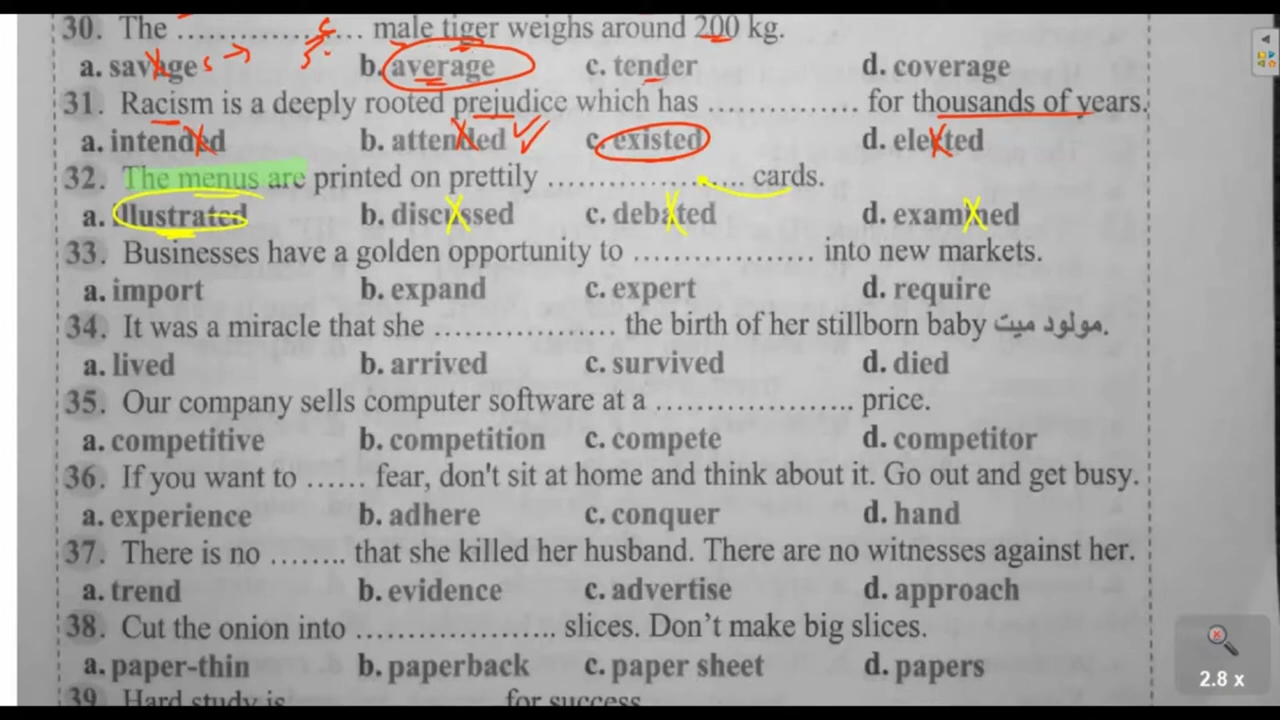 30. The .................... male tiger weighs around 200 kg.
a. savage b. average c. tender d. coverage
31. Racism is a deeply rooted prejudice which has ............... for thousands of years.
a. intended b. attended c. existed d. elected
32. The menus are printed on prettily .................... cards.
a. illustrated b. discussed c. debated d. examined
33. Businesses have a golden opportunity to .................. into new markets.
a. import b. expand c. expert d. require
34. It was a miracle that she .................. the birth of her stillborn baby مولود ميت.
a. lived b. arrived c. survived d. died
35. Our company sells computer software at a .................... price.
a. competitive b. competition c. compete d. competitor
36. If you want to ...... fear, don't sit at home and think about it. Go out and get busy.
a. experience b. adhere c. conquer d. hand
37. There is no ........ that she killed her husband. There are no witnesses against her.
a. trend b. evidence c. advertise d. approach
38. Cut the onion into .................... slices. Don't make big slices.
a. paper-thin b. paperback c. paper sheet d. papers
39. Hard study is .................... for success
2.8 x